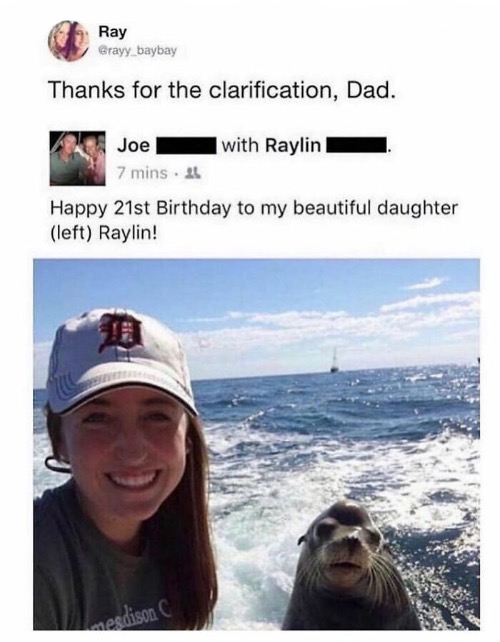 Ray
@rayy_baybay
Thanks for the clarification, Dad.
Joe with Raylin .
7 mins ·
Happy 21st Birthday to my beautiful daughter
(left) Raylin!
D